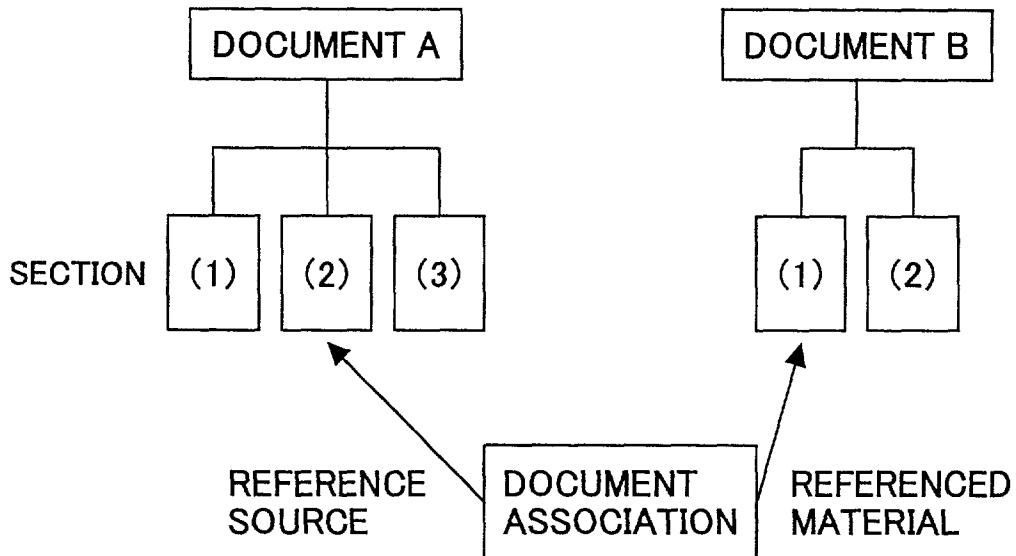 DOCUMENT A
DOCUMENT B
SECTION
(1)
(2)
(3)
(1)
(2)
REFERENCE
SOURCE
DOCUMENT
ASSOCIATION
REFERENCED
MATERIAL